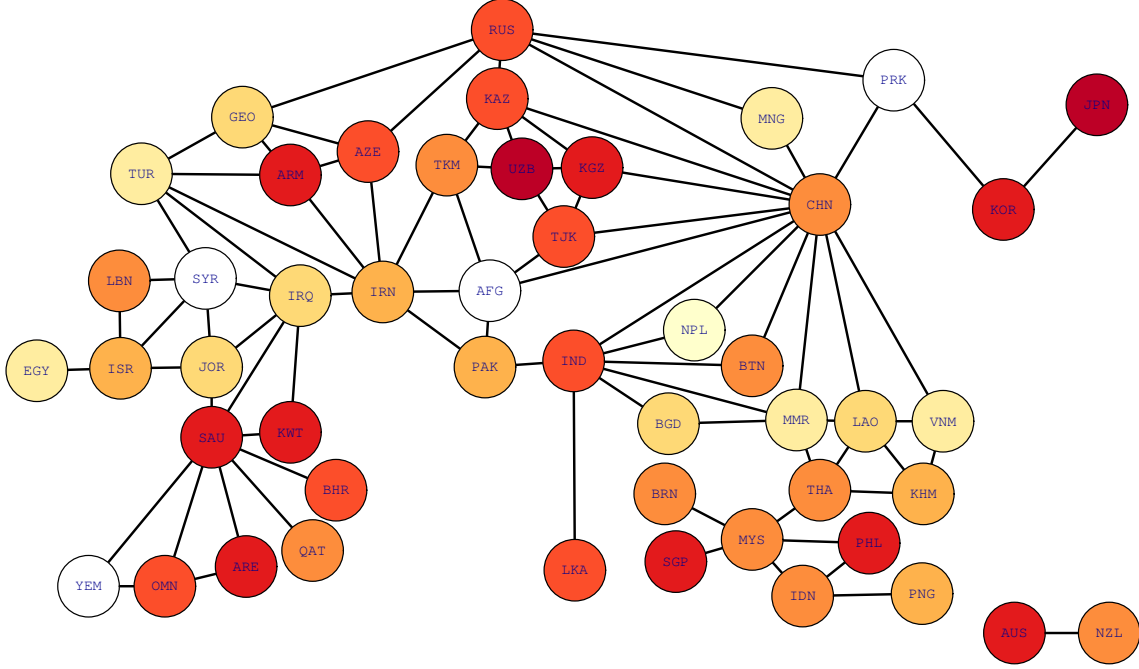 RUS
PRK
KAZ
JPN
GEO
MNG
AZE
TKM
UZB
KGZ
TUR
ARM
CHN
KOR
TJK
LBN
SYR
IRQ
IRN
AFG
NPL
EGY
ISR
JOR
PAK
IND
BTN
SAU
KWT
BGD
MMR
LAO
VNM
BHR
BRN
THA
KHM
QAT
MYS
PHL
YEM
OMN
ARE
LKA
SGP
IDN
PNG
AUS
NZL